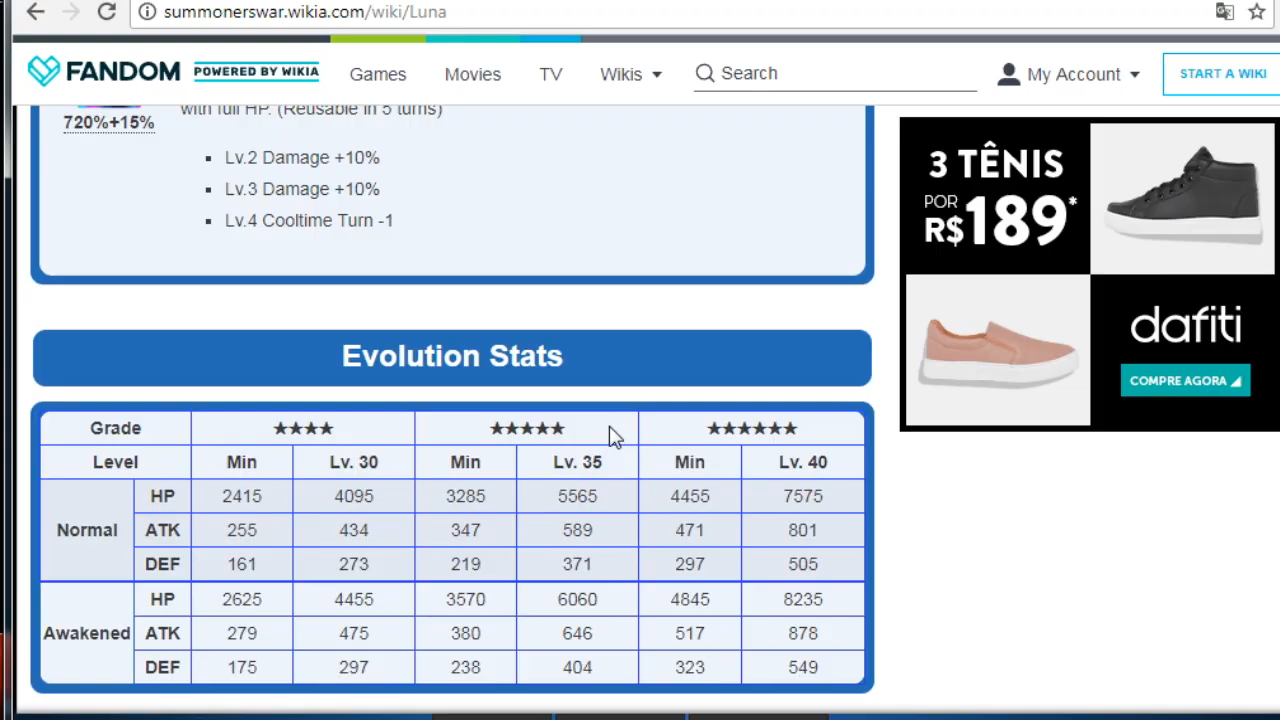 summonerswar.wikia.com/wiki/Luna
FANDOM POWERED BY WIKIA Games Movies TV Wikis Search My Account START A WIKI
with full HP. (Reusable in 5 turns)
720%+15%
Lv.2 Damage +10%
Lv.3 Damage +10%
Lv.4 Cooltime Turn -1
3 TÊNIS
POR
R$189*
dafiti
COMPRE AGORA
Evolution Stats
Grade ★★★★ ★★★★★ ★★★★★★
Level Min Lv. 30 Min Lv. 35 Min Lv. 40
Normal HP 2415 4095 3285 5565 4455 7575
ATK 255 434 347 589 471 801
DEF 161 273 219 371 297 505
Awakened HP 2625 4455 3570 6060 4845 8235
ATK 279 475 380 646 517 878
DEF 175 297 238 404 323 549